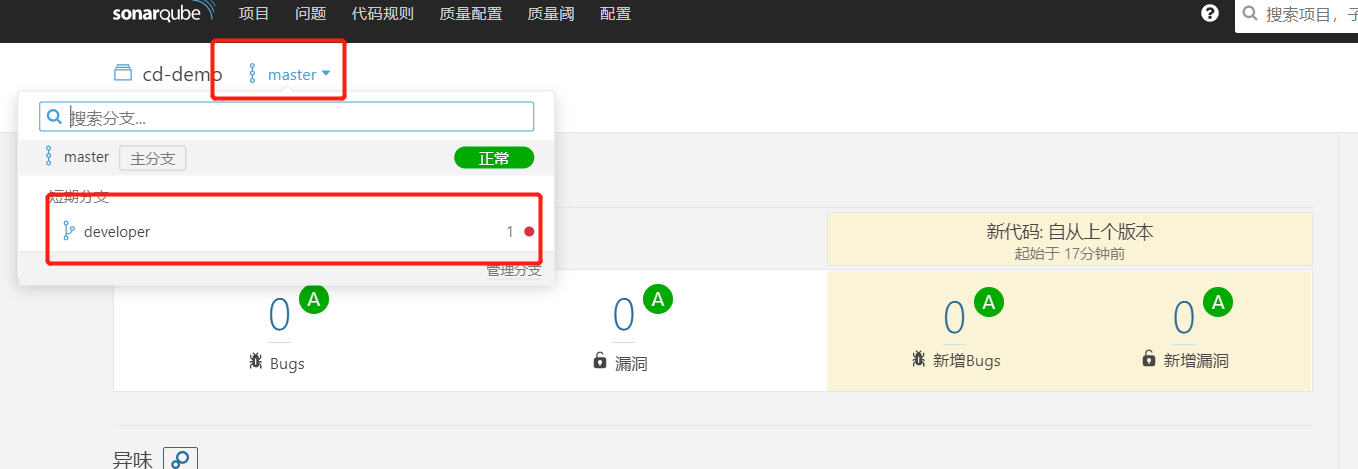 sonarqube 项目 问题 代码规则 质量配置 质量阈 配置 ? 搜索项目，子
cd-demo master
搜索分支...
master 主分支 正常
短期分支
developer 1
新代码: 自从上个版本
起始于 17分钟前
管理分支
0 A 0 A 0 A 0 A
Bugs 漏洞 新增Bugs 新增漏洞
异味